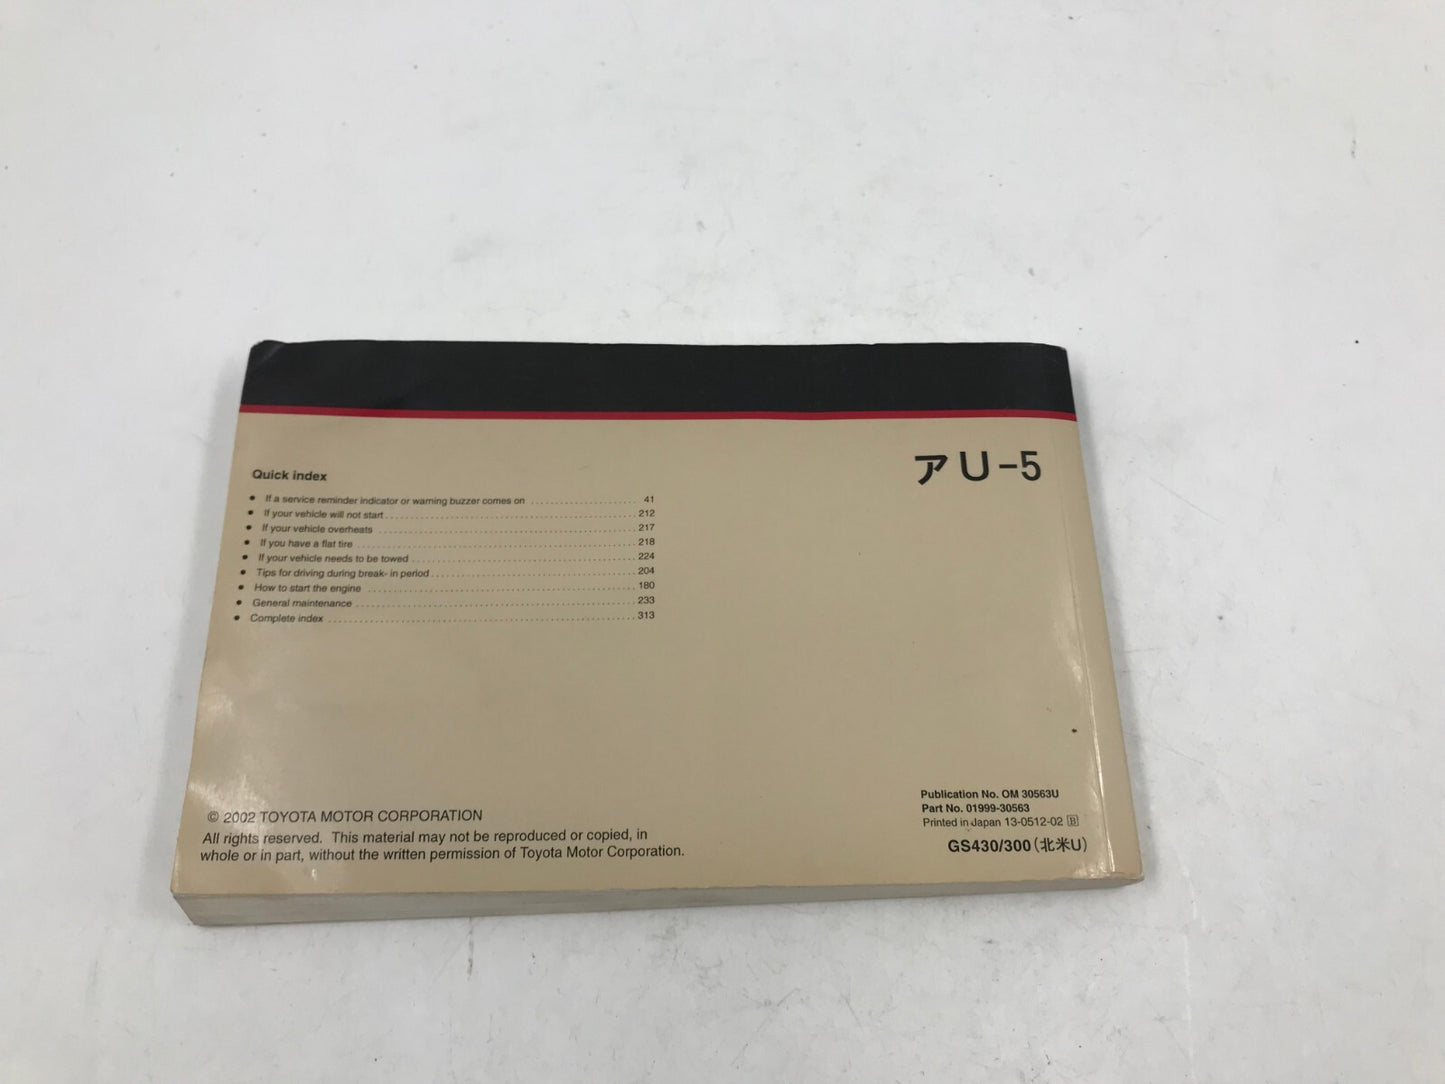 アU-5
Quick index
• If a service reminder indicator or warning buzzer comes on ........................ 41
• If your vehicle will not start ........................ 212
• If your vehicle overheats ........................ 217
• If you have a flat tire ........................ 218
• If your vehicle needs to be towed ........................ 224
• Tips for driving during break- in period ........................ 204
• How to start the engine ........................ 180
• General maintenance ........................ 233
• Complete index ........................ 313
© 2002 TOYOTA MOTOR CORPORATION
All rights reserved. This material may not be reproduced or copied, in
whole or in part, without the written permission of Toyota Motor Corporation.
Publication No. OM 30563U
Part No. 01999-30563
Printed in Japan 13-0512-02 B
GS430/300(北米U)